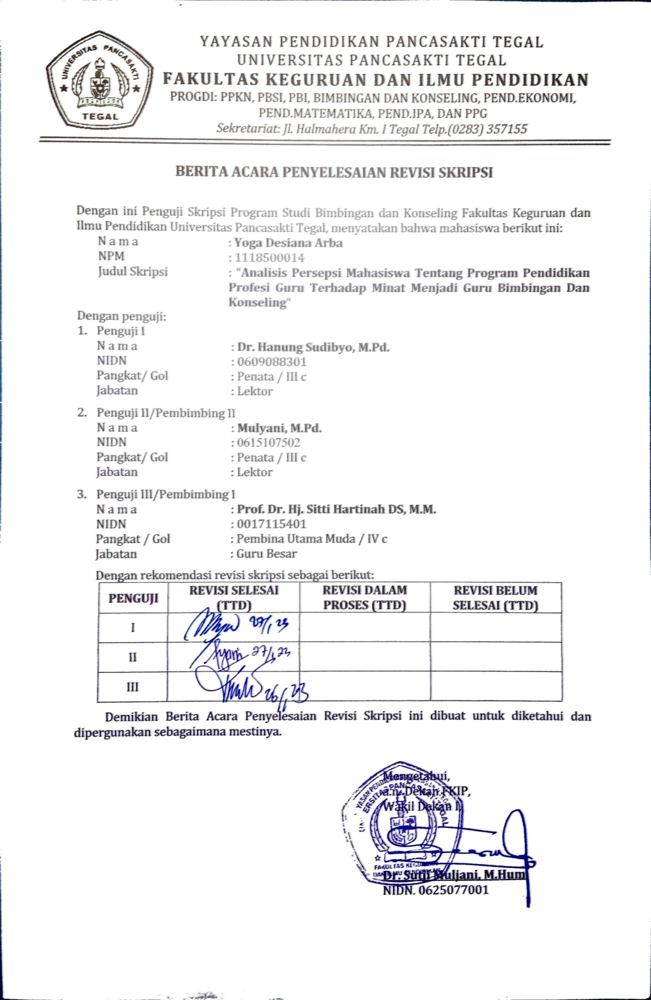 YAYASAN PENDIDIKAN PANCASAKTI TEGAL
UNIVERSITAS PANCASAKTI TEGAL
FAKULTAS KEGURUAN DAN ILMU PENDIDIKAN
PROGDI: PPKN, PBSI, PBI, BIMBINGAN DAN KONSELING, PEND.EKONOMI,
PEND.MATEMATIKA, PEND.IPA, DAN PPG
Sekretariat: Jl. Halmahera Km. I Tegal Telp.(0283) 357155
UNIVERSITAS PANCASAKTI
TEGAL
BERITA ACARA PENYELESAIAN REVISI SKRIPSI
Dengan ini Penguji Skripsi Program Studi Bimbingan dan Konseling Fakultas Keguruan dan
Ilmu Pendidikan Universitas Pancasakti Tegal, menyatakan bahwa mahasiswa berikut ini:
N a m a : Yoga Desiana Arba
NPM : 1118500014
Judul Skripsi : “Analisis Persepsi Mahasiswa Tentang Program Pendidikan
Profesi Guru Terhadap Minat Menjadi Guru Bimbingan Dan
Konseling“
Dengan penguji:
1. Penguji I
N a m a : Dr. Hanung Sudibyo, M.Pd.
NIDN : 0609088301
Pangkat/ Gol : Penata / III c
Jabatan : Lektor
2. Penguji II/Pembimbing II
N a m a : Mulyani, M.Pd.
NIDN : 0615107502
Pangkat/ Gol : Penata / III c
Jabatan : Lektor
3. Penguji III/Pembimbing I
N a m a : Prof. Dr. Hj. Sitti Hartinah DS, M.M.
NIDN : 0017115401
Pangkat / Gol : Pembina Utama Muda / IV c
Jabatan : Guru Besar
Dengan rekomendasi revisi skripsi sebagai berikut:
PENGUJI REVISI SELESAI (TTD) REVISI DALAM PROSES (TTD) REVISI BELUM SELESAI (TTD)
I 27/1 23
II 27/1 23
III 26/1 23
Demikian Berita Acara Penyelesaian Revisi Skripsi ini dibuat untuk diketahui dan
dipergunakan sebagaimana mestinya.
Mengetahui,
a.n. Dekan FKIP,
Wakil Dekan I,
FAKULTAS KEGURUAN
DAN ILMU PENDIDIKAN
Dr. Sutji Muljani, M.Hum
NIDN. 0625077001